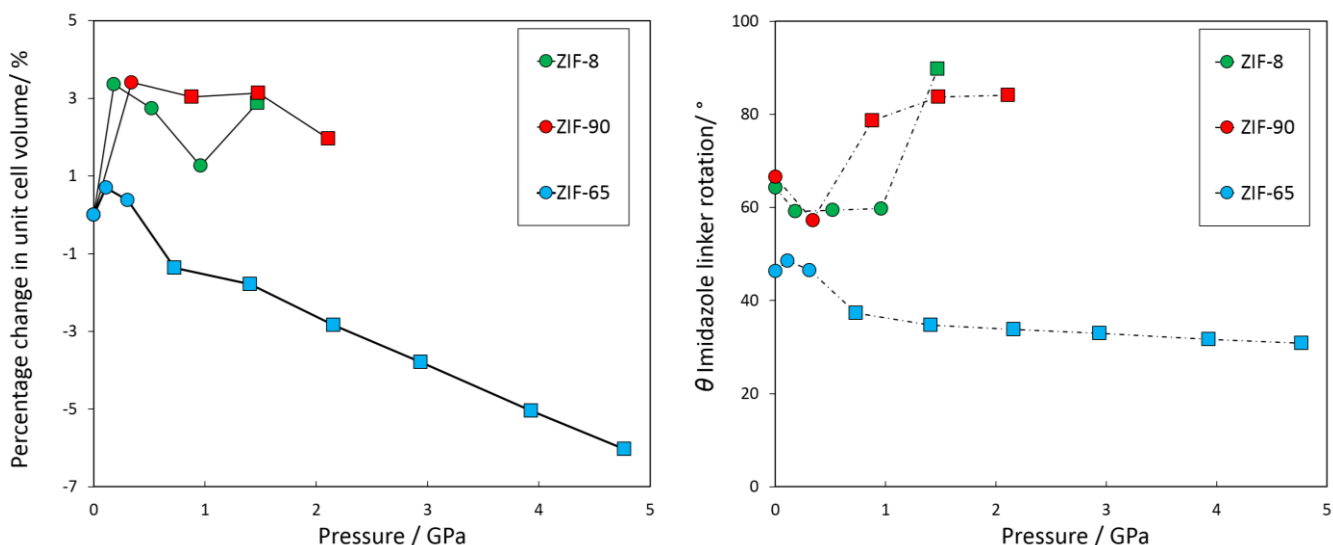 Percentage change in unit cell volume/ %
5
3
1
-1
-3
-5
-7
0
1
2
3
4
5
Pressure / GPa
ZIF-8
ZIF-90
ZIF-65
θ Imidazole linker rotation/ °
100
80
60
40
20
0
0
1
2
3
4
5
Pressure / GPa
ZIF-8
ZIF-90
ZIF-65